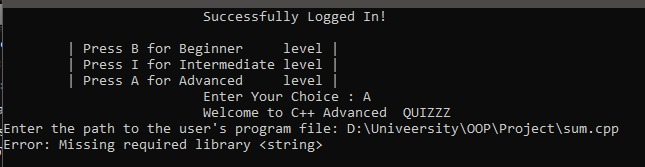 Successfully Logged In!
| Press B for Beginner     level |
| Press I for Intermediate level |
| Press A for Advanced     level |
Enter Your Choice : A
Welcome to C++ Advanced  QUIZZZ
Enter the path to the user's program file: D:\Univeersity\OOP\Project\sum.cpp
Error: Missing required library <string>